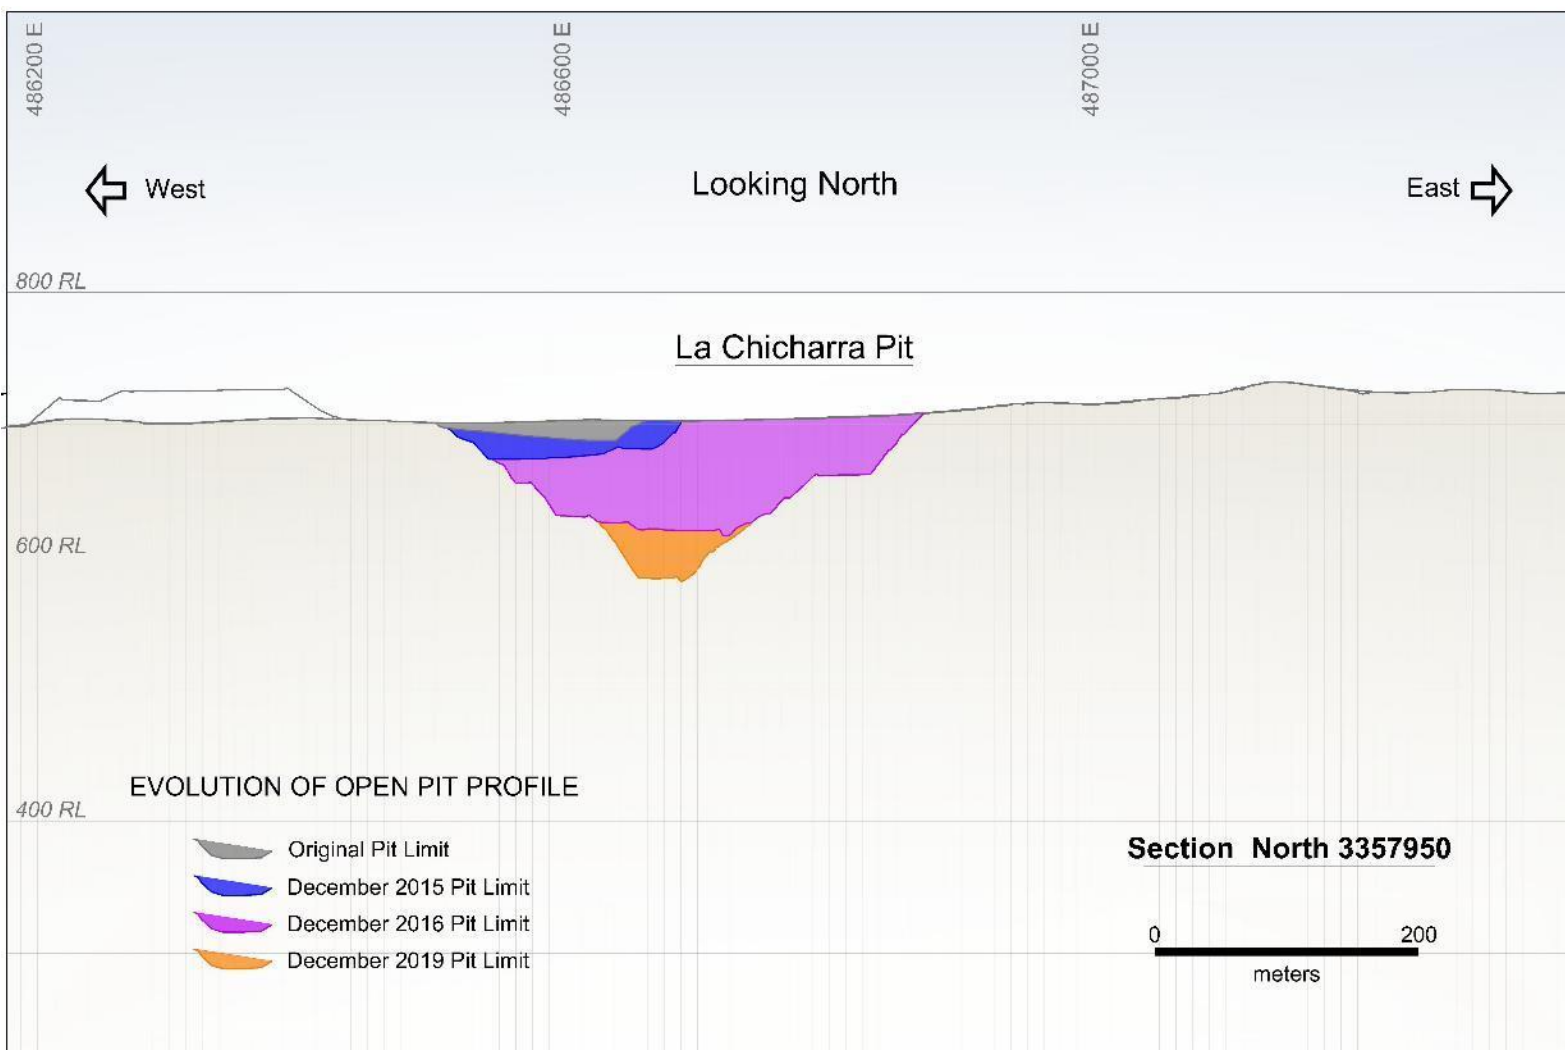 486200 E
486600 E
487000 E
West
Looking North
East
800 RL
La Chicharra Pit
600 RL
EVOLUTION OF OPEN PIT PROFILE
400 RL
Original Pit Limit
December 2015 Pit Limit
December 2016 Pit Limit
December 2019 Pit Limit
Section North 3357950
0 200
meters